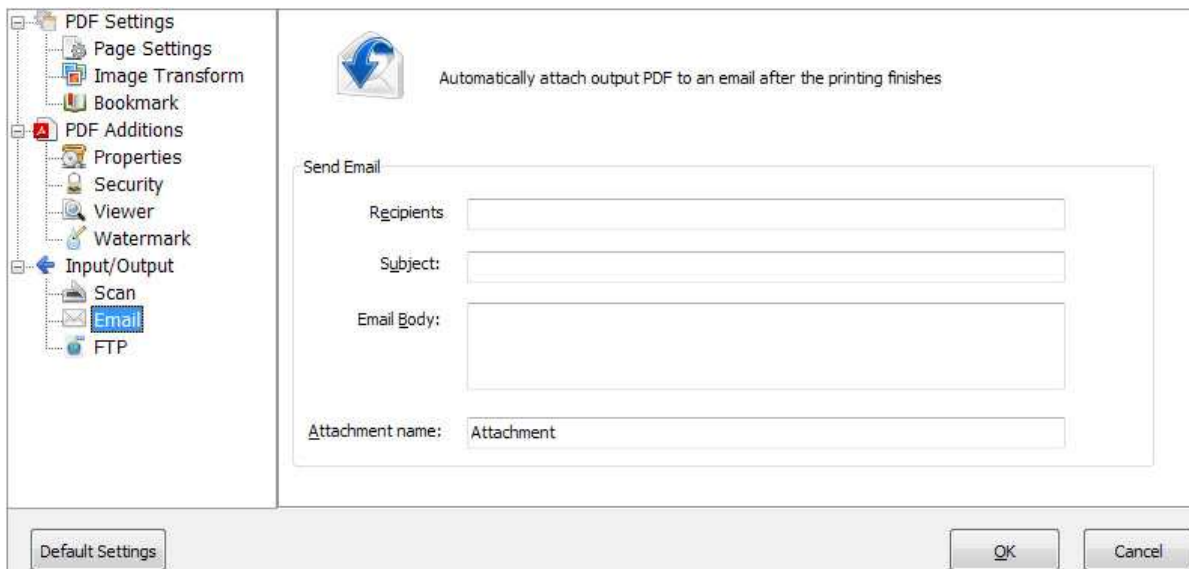 PDF Settings
Page Settings
Image Transform
Bookmark
PDF Additions
Properties
Security
Viewer
Watermark
Input/Output
Scan
Email
FTP
Automatically attach output PDF to an email after the printing finishes
Send Email
Recipients
Subject:
Email Body:
Attachment name: Attachment
Default Settings
OK
Cancel